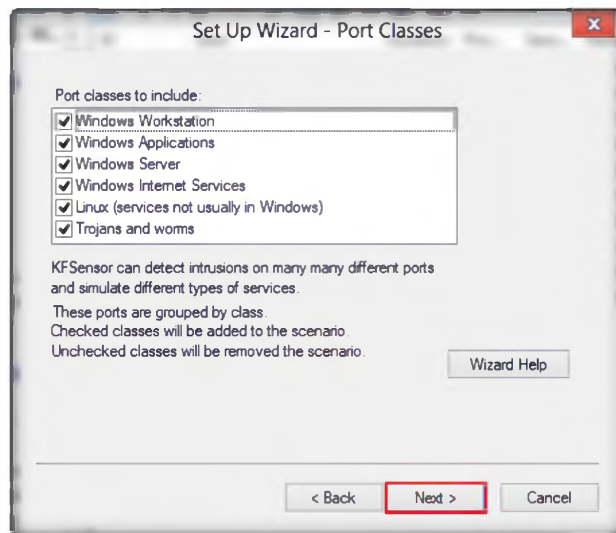 Set Up Wizard - Port Classes
X
Port classes to include:
Windows Workstation
Windows Applications
Windows Server
Windows Internet Services
Linux (services not usually in Windows)
Trojans and worms
KFSensor can detect intrusions on many many different ports
and simulate different types of services.
These ports are grouped by class.
Checked classes will be added to the scenario.
Unchecked classes will be removed the scenario.
Wizard Help
< Back
Next >
Cancel